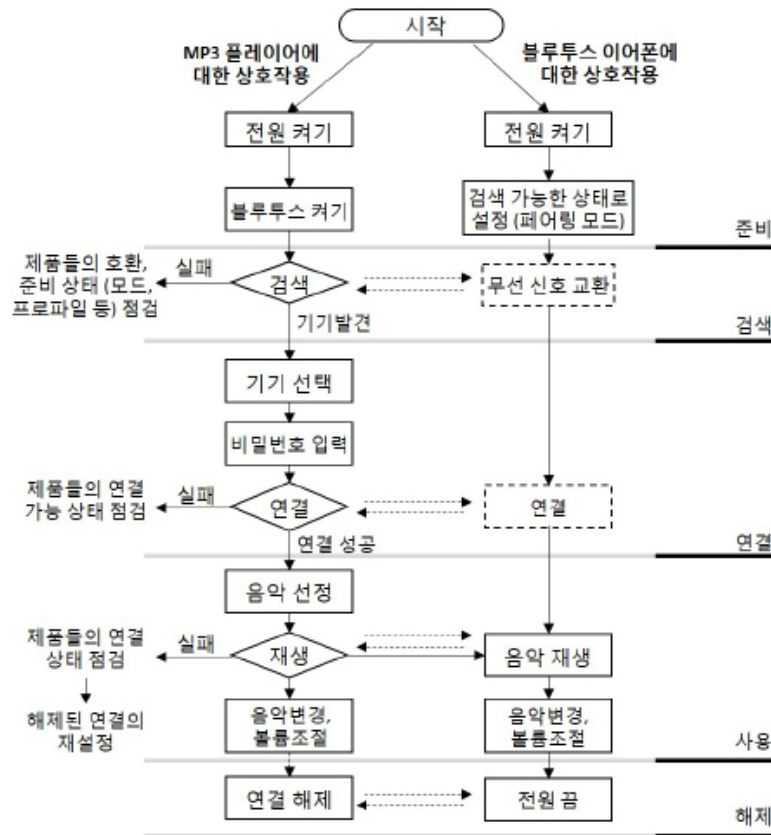 시작
MP3 플레이어에
대한 상호작용
블루투스 이어폰에
대한 상호작용
전원 켜기
전원 켜기
블루투스 켜기
검색 가능한 상태로
설정 (페어링 모드)
준비
제품들의 호환,
준비 상태 (모드,
프로파일 등) 점검
실패
검색
무선 신호 교환
기기발견
검색
기기 선택
비밀번호 입력
제품들의 연결
가능 상태 점검
실패
연결
연결
연결 성공
연결
음악 선정
제품들의 연결
상태 점검
실패
재생
음악 재생
해제된 연결의
재설정
음악변경,
볼륨조절
음악변경,
볼륨조절
사용
연결 해제
전원 끔
해제